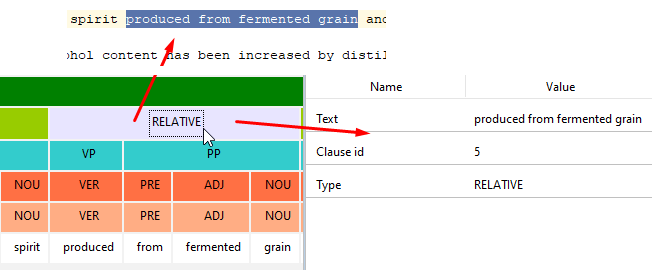 spirit produced from fermented grain and
ohol content has been increased by distil
Name Value
RELATIVE
Text produced from fermented grain
VP PP
Clause id 5
NOU VER PRE ADJ NOU
Type RELATIVE
NOU VER PRE ADJ NOU
spirit produced from fermented grain